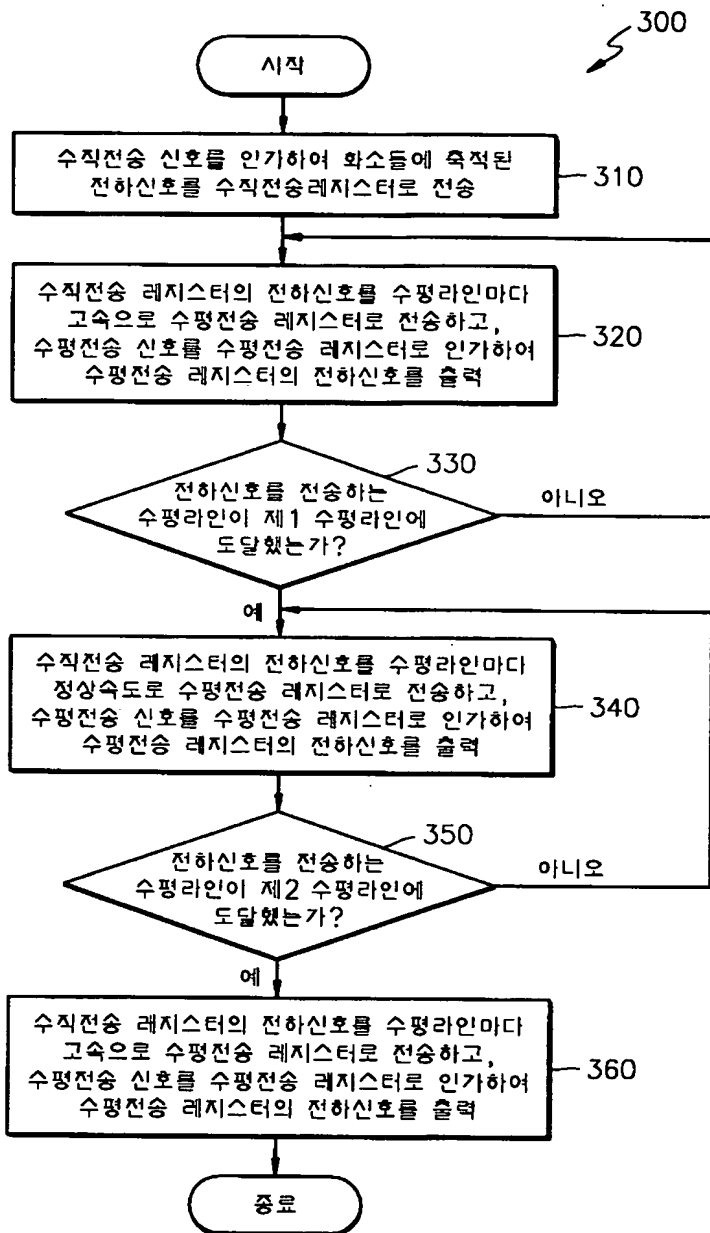 300
시작
수직전송 신호를 인가하여 화소들에 축적된
전하신호를 수직전송레지스터로 전송
310
수직전송 레지스터의 전하신호를 수평라인마다
고속으로 수평전송 레지스터로 전송하고,
수평전송 신호를 수평전송 레지스터로 인가하여
수평전송 레지스터의 전하신호를 출력
320
330
전하신호를 전송하는
수평라인이 제1 수평라인에
도달했는가?
아니오
예
수직전송 레지스터의 전하신호를 수평라인마다
정상속도로 수평전송 레지스터로 전송하고,
수평전송 신호를 수평전송 레지스터로 인가하여
수평전송 레지스터의 전하신호를 출력
340
350
전하신호를 전송하는
수평라인이 제2 수평라인에
도달했는가?
아니오
예
수직전송 레지스터의 전하신호를 수평라인마다
고속으로 수평전송 레지스터로 전송하고,
수평전송 신호를 수평전송 레지스터로 인가하여
수평전송 레지스터의 전하신호를 출력
360
종료